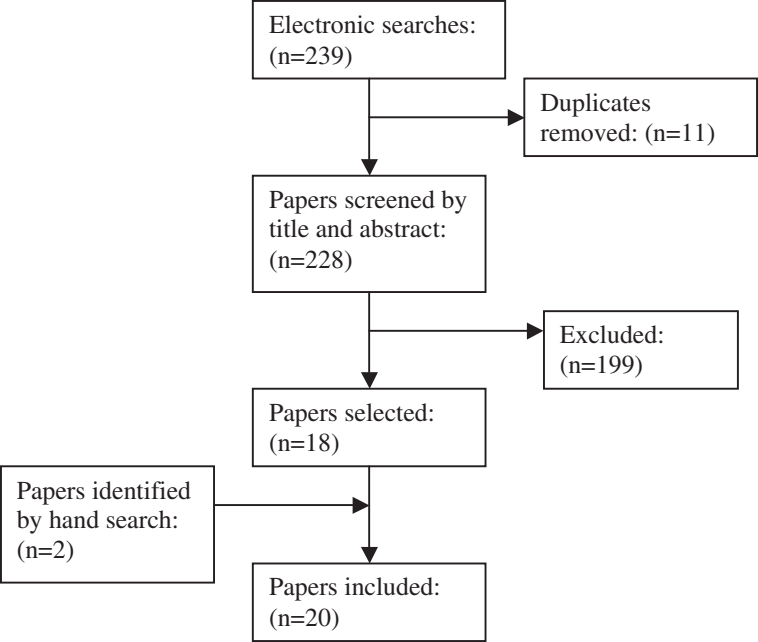 Electronic searches:
(n=239)
Duplicates
removed: (n=11)
Papers screened by
title and abstract:
(n=228)
Excluded:
(n=199)
Papers selected:
(n=18)
Papers identified
by hand search:
(n=2)
Papers included:
(n=20)